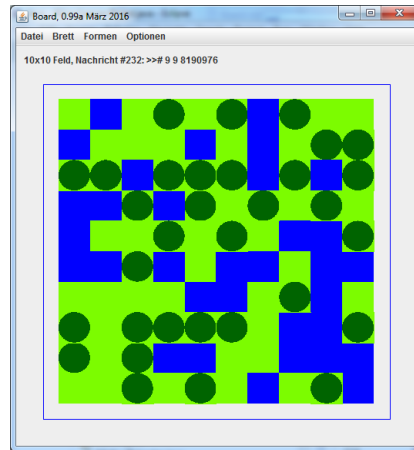 Board, 0.99a März 2016
Datei Brett Formen Optionen
10x10 Feld, Nachricht #232: >># 9 9 8190976